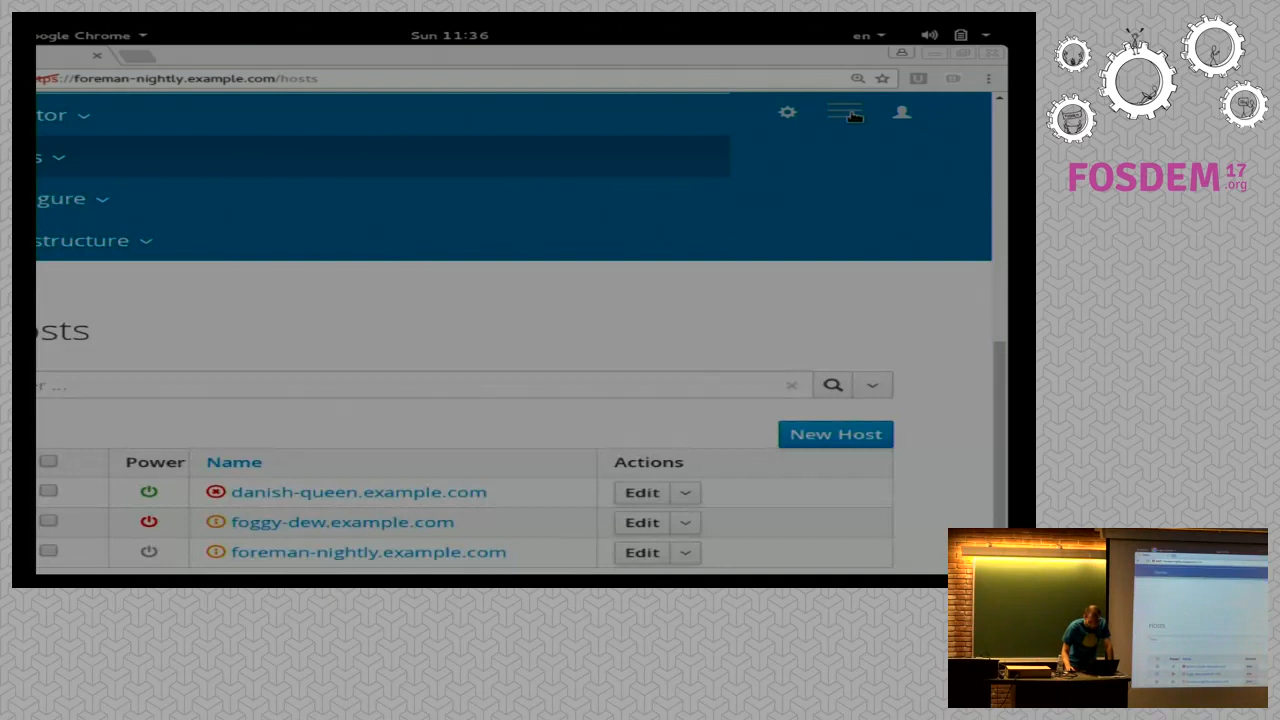 oogle Chrome
Sun 11:36
en
https://foreman-nightly.example.com/hosts
tor
s
gure
structure
osts
r ...
New Host
Power Name Actions
danish-queen.example.com Edit
foggy-dew.example.com Edit
foreman-nightly.example.com Edit
FOSDEM 17
.org